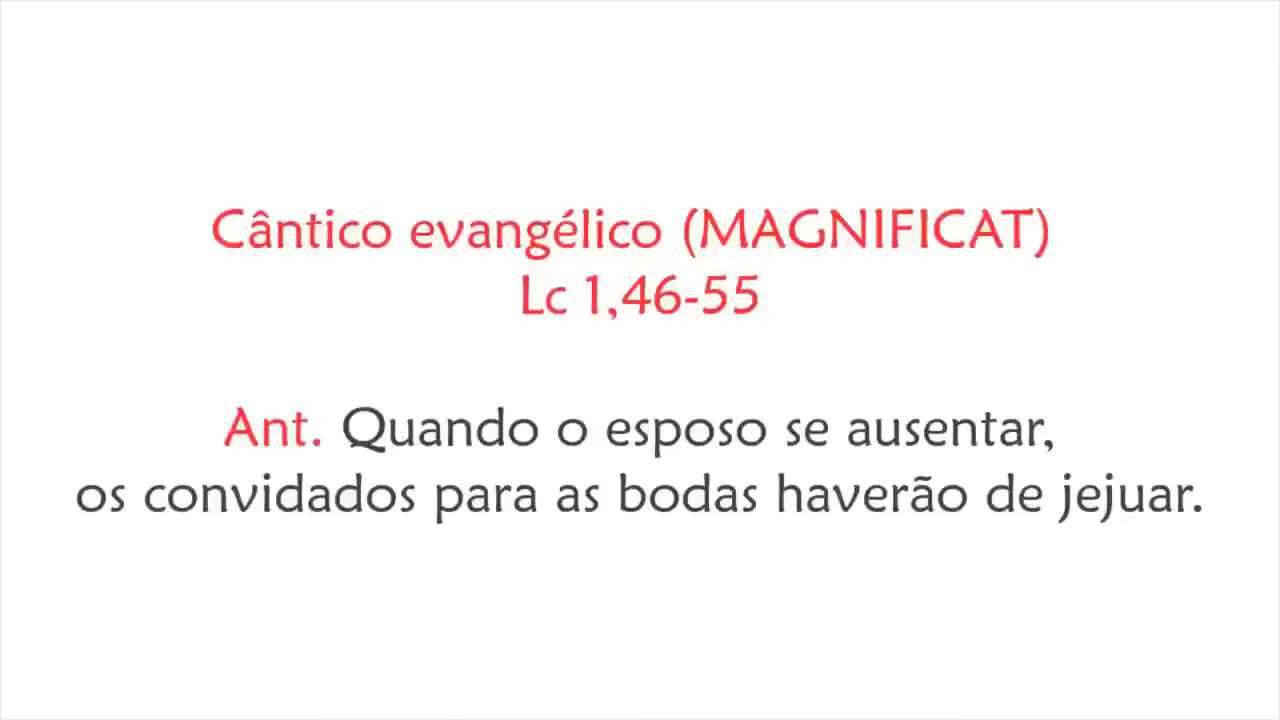 Cântico evangélico (MAGNIFICAT)
Lc 1,46-55
Ant. Quando o esposo se ausentar,
os convidados para as bodas haverão de jejuar.